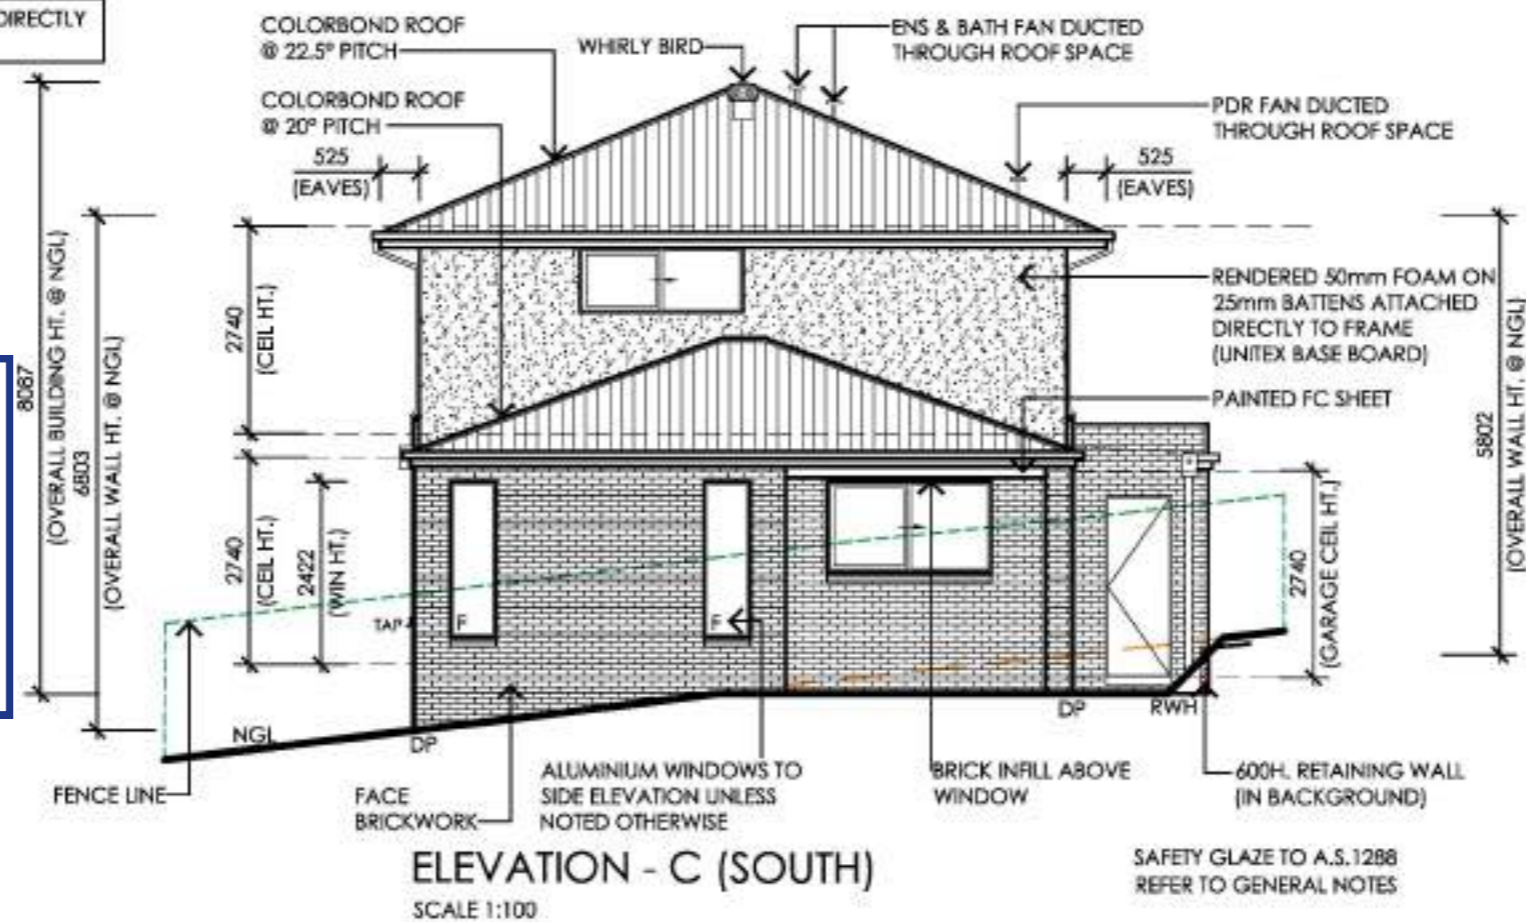 DIRECTLY
COLORBOND ROOF
@ 22.5° PITCH
WHIRLY BIRD
ENS & BATH FAN DUCTED
THROUGH ROOF SPACE
COLORBOND ROOF
@ 20° PITCH
PDR FAN DUCTED
THROUGH ROOF SPACE
525
(EAVES)
525
(EAVES)
8087
(OVERALL BUILDING HT. @ NGL)
6803
(OVERALL WALL HT. @ NGL)
2740
(CEIL HT.)
RENDERED 50mm FOAM ON
25mm BATTENS ATTACHED
DIRECTLY TO FRAME
(UNITEX BASE BOARD)
PAINTED FC SHEET
5802
(OVERALL WALL HT. @ NGL)
2740
(CEIL HT.)
2422
(WIN HT.)
TAP
F
F
2740
(GARAGE CEIL HT.)
NGL
DP
DP
RWH
FENCE LINE
FACE
BRICKWORK
ALUMINIUM WINDOWS TO
SIDE ELEVATION UNLESS
NOTED OTHERWISE
BRICK INFILL ABOVE
WINDOW
600H. RETAINING WALL
(IN BACKGROUND)
ELEVATION - C (SOUTH)
SCALE 1:100
SAFETY GLAZE TO A.S.1288
REFER TO GENERAL NOTES